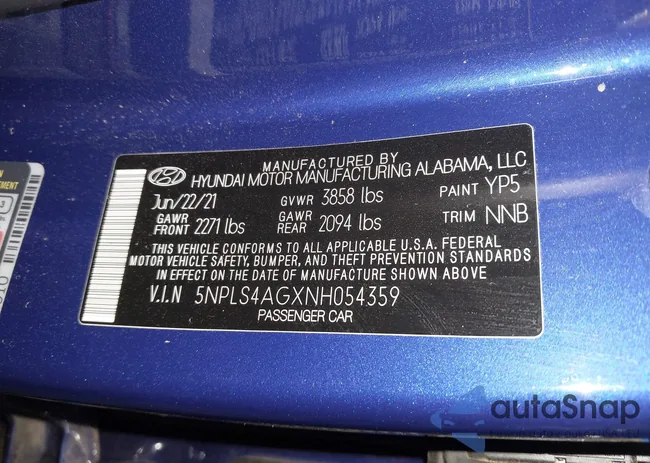 MANUFACTURED BY
HYUNDAI MOTOR MANUFACTURING ALABAMA, LLC
Jun/22/21 GVWR 3858 lbs PAINT YP5
GAWR FRONT 2271 lbs GAWR REAR 2094 lbs TRIM NNB
THIS VEHICLE CONFORMS TO ALL APPLICABLE U.S.A. FEDERAL
MOTOR VEHICLE SAFETY, BUMPER, AND THEFT PREVENTION STANDARDS
IN EFFECT ON THE DATE OF MANUFACTURE SHOWN ABOVE
V.I.N 5NPLS4AGXNH054359
PASSENGER CAR
autoSnap